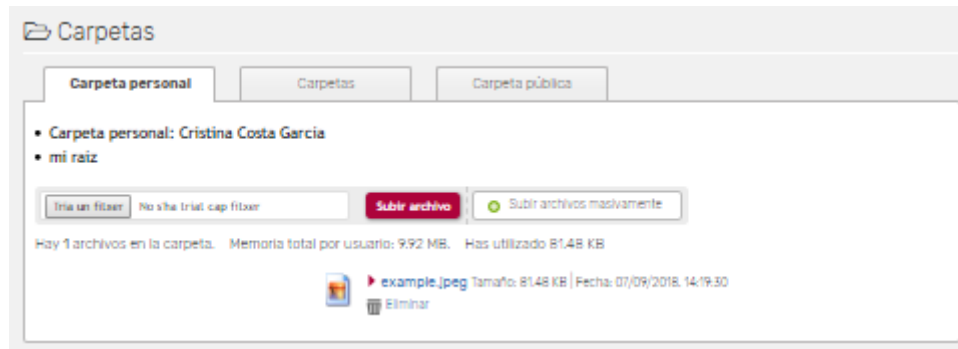 Carpetas
Carpeta personal
Carpetas
Carpeta pública
• Carpeta personal: Cristina Costa Garcia
• mi raiz
Tria un fitxer No s'ha triat cap fitxer Subir archivo Subir archivos masivamente
Hay 1 archivos en la carpeta. Memoria total por usuario: 9.92 MB. Has utilizado 81.48 KB
example.jpeg Tamaño: 81.48 KB | Fecha: 07/09/2018, 14:19:30
Eliminar